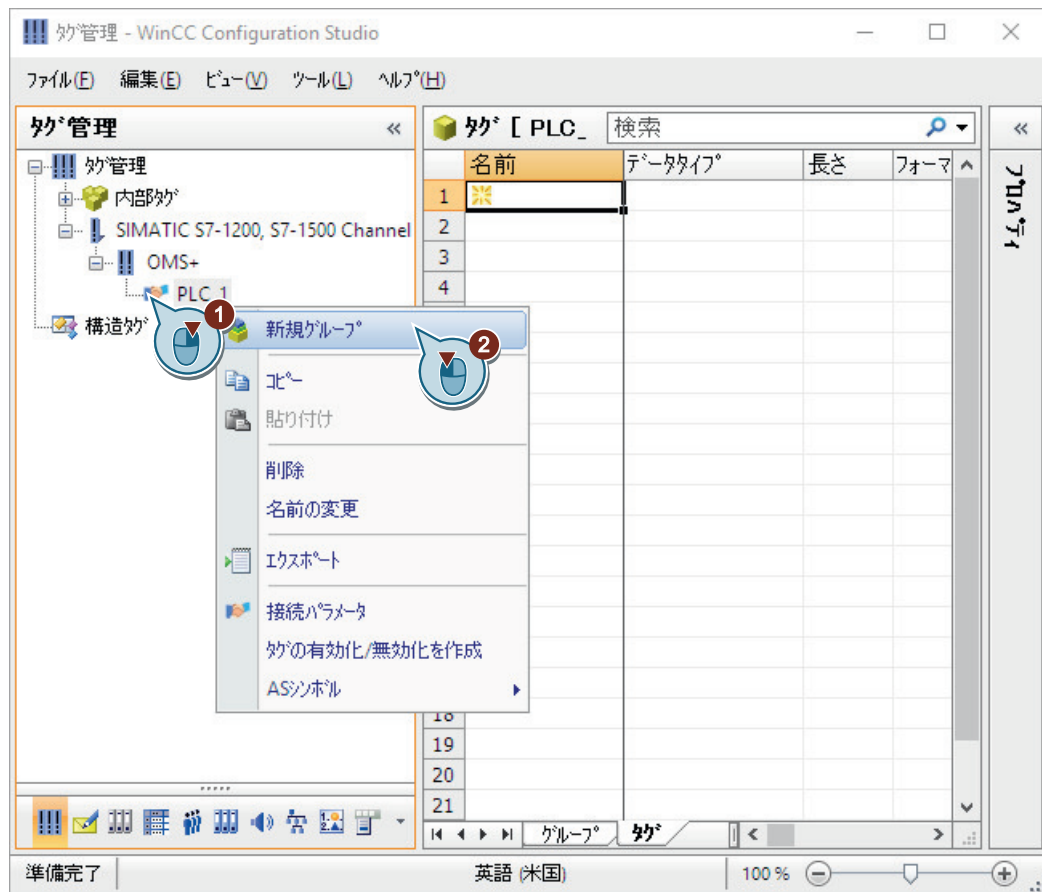 タグ管理 - WinCC Configuration Studio
ファイル(F) 編集(E) ビュー(V) ツール(L) ヘルプ(H)
タグ管理 «
タグ [ PLC_ 検索 «
プロパティ
タグ管理
内部タグ
SIMATIC S7-1200, S7-1500 Channel
OMS+
PLC_1
構造タグ
名前 データタイプ 長さ フォーマ
1
2
3
4
1
2
新規グループ
コピー
貼り付け
削除
名前の変更
エクスポート
接続パラメータ
タグの有効化/無効化を作成
ASシンボル
18
19
20
21
グループ タグ
準備完了 英語 (米国) 100 %